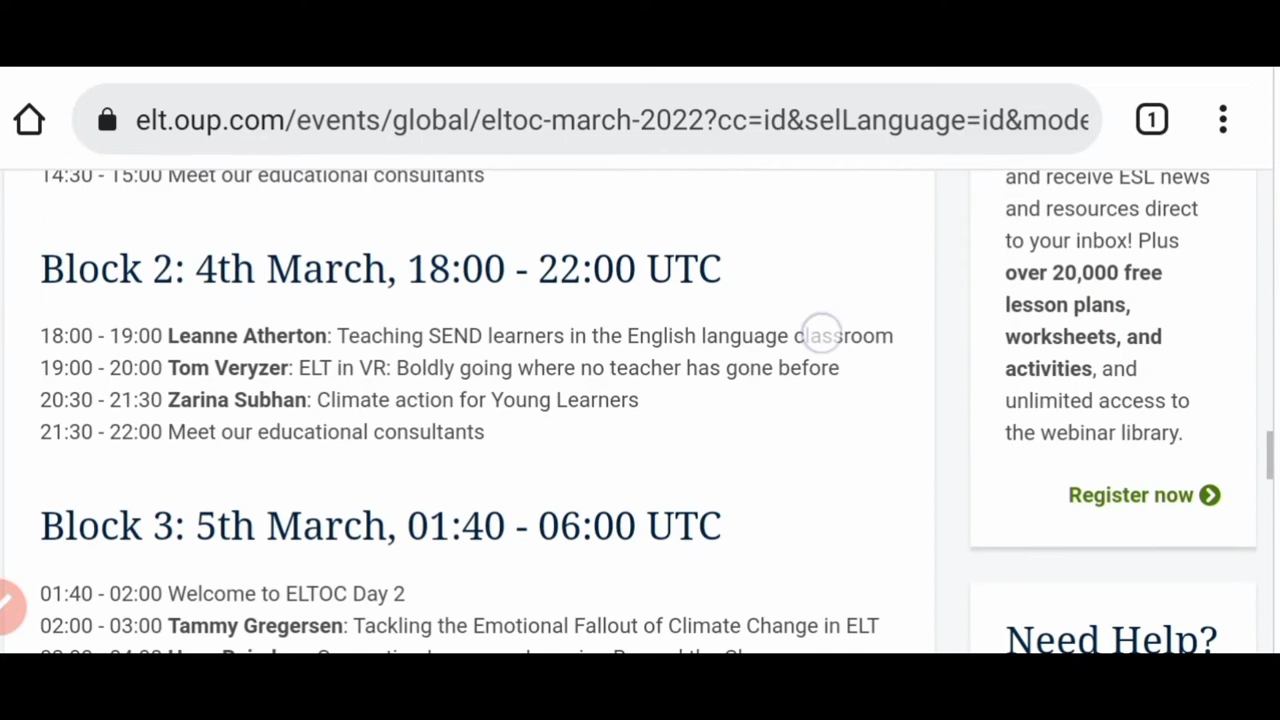 elt.oup.com/events/global/eltoc-march-2022?cc=id&selLanguage=id&mode
1
14:30 - 15:00 Meet our educational consultants
Block 2: 4th March, 18:00 - 22:00 UTC
18:00 - 19:00 Leanne Atherton: Teaching SEND learners in the English language classroom
19:00 - 20:00 Tom Veryzer: ELT in VR: Boldly going where no teacher has gone before
20:30 - 21:30 Zarina Subhan: Climate action for Young Learners
21:30 - 22:00 Meet our educational consultants
Block 3: 5th March, 01:40 - 06:00 UTC
01:40 - 02:00 Welcome to ELTOC Day 2
02:00 - 03:00 Tammy Gregersen: Tackling the Emotional Fallout of Climate Change in ELT
and receive ESL news
and resources direct
to your inbox! Plus
over 20,000 free
lesson plans,
worksheets, and
activities, and
unlimited access to
the webinar library.
Register now
Need Help?